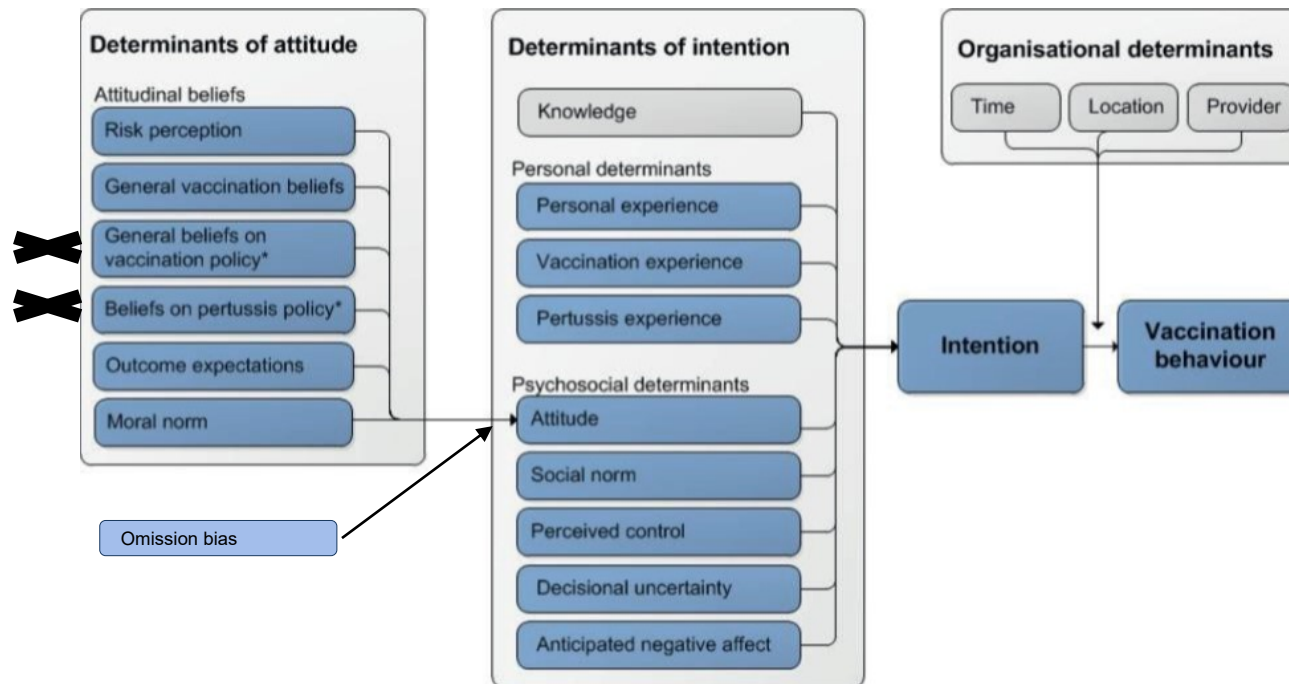 Determinants of attitude
Attitudinal beliefs
Risk perception
General vaccination beliefs
General beliefs on
vaccination policy*
Beliefs on pertussis policy*
Outcome expectations
Moral norm
Omission bias
Determinants of intention
Knowledge
Personal determinants
Personal experience
Vaccination experience
Pertussis experience
Psychosocial determinants
Attitude
Social norm
Perceived control
Decisional uncertainty
Anticipated negative affect
Organisational determinants
Time
Location
Provider
Intention
Vaccination
behaviour